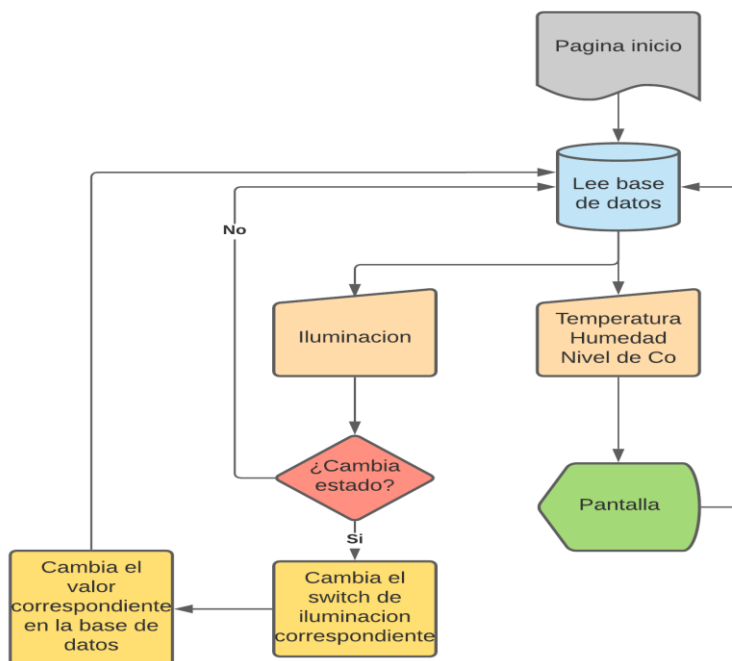 Pagina inicio
Lee base
de datos
No
Iluminacion
Temperatura
Humedad
Nivel de Co
¿Cambia
estado?
Pantalla
Si
Cambia el
valor
correspondiente
en la base de
datos
Cambia el
switch de
iluminacion
correspondiente